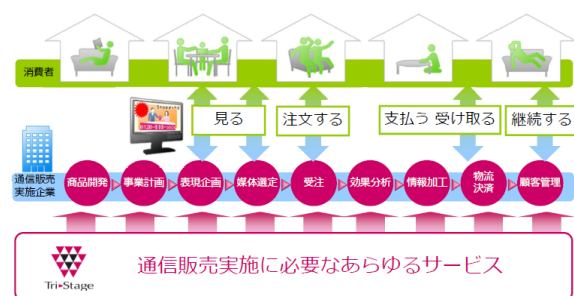 消費者
見る
注文する
支払う 受け取る
継続する
通信販売
実施企業
商品開発
事業計画
表現企画
媒体選定
受注
効果分析
情報加工
物流
決済
顧客管理
Tri-Stage
通信販売実施に必要なあらゆるサービス